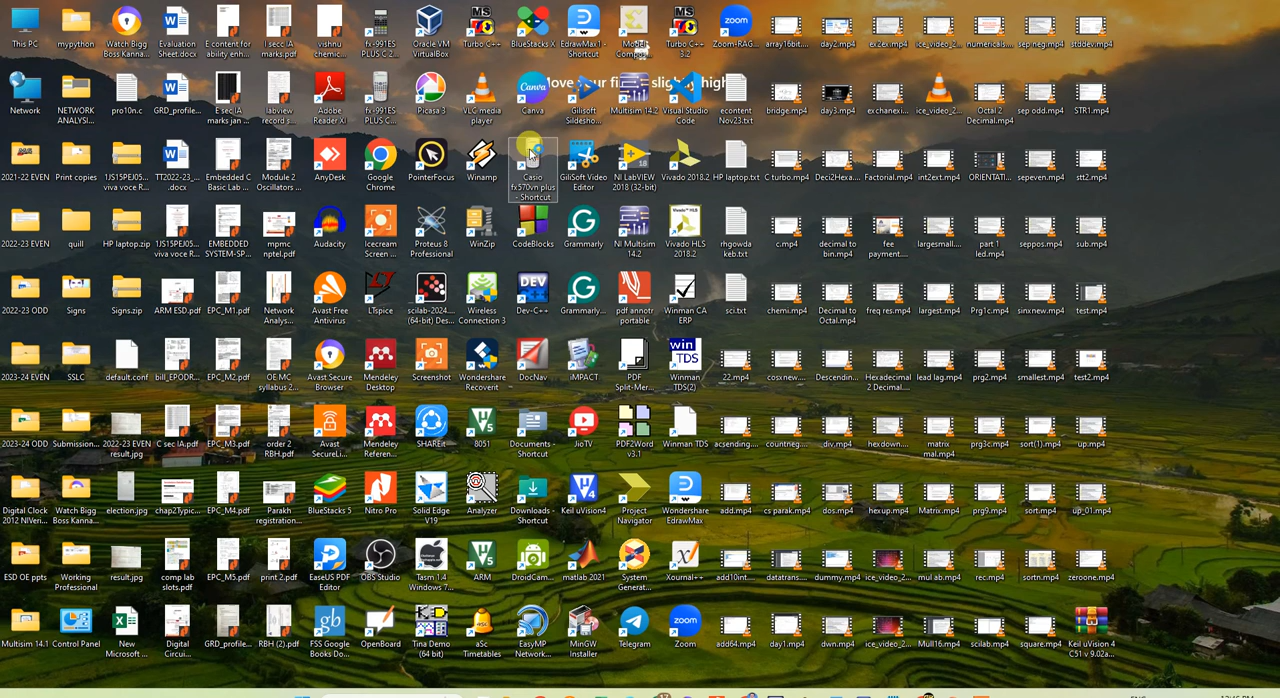 This PC
mypython
Watch Bigg
Boss Kanna...
Evaluation
Sheet.docx
E content for
ability enh...
I sec IA
marks.pdf
vishnu
chemic...
fx-991ES
PLUS C 2...
Oracle VM
VirtualBox
Turbo C++
BlueStacks X
EdrawMax1 -
Shortcut
Turbo C++
3.2
Zoom-RAG...
array16bit....
day2.mp4
ex2ex.mp4
ice_video_2...
numericals...
sep neg.mp4
stddev.mp4
Network
NETWORK
ANALYSI...
pro10n.c
GRD_profile...
E sec IA
marks jan ...
labview
record s...
Adobe
Reader XI
fx-991ES
PLUS C...
Picasa 3
VLC media
player
Canva
Gilisoft
Slidesho...
Multisim 14.2
Visual Studio
Code
econtent
Nov23.txt
bridge.mp4
day3.mp4
exchanex...
ice_video_2...
Octal 2
Decimal.mp4
sep odd.mp4
STR1.mp4
2021-22 EVEN
Print copies
1JS15PEJ05...
viva voce R...
TT2022-23_...
.docx
Embedded C
Basic Lab ...
Module 2
Oscillators ...
AnyDesk
Google
Chrome
PointerFocus
Winamp
Casio
fx570vn plus
- Shortcut
GiliSoft Video
Editor
NI LabVIEW
2018 (32-bit)
Vivado 2018.2
HP laptop.txt
C turbo.mp4
Deci2Hexa...
Factorial.mp4
int2ext.mp4
ORIENTATI...
sepeven.mp4
stt2.mp4
2022-23 EVEN
quill
HP laptop.zip
1JS15PEJ05...
viva voce R...
EMBEDDED
SYSTEM-SP...
mpmc
nptel.pdf
Audacity
Icecream
Screen ...
Proteus 8
Professional
WinZip
CodeBlocks
Grammarly
NI Multisim
14.2
Vivado HLS
2018.2
rhgowda
keb.txt
c.mp4
decimal to
bin.mp4
fee
payment....
largesmall....
part 1
led.mp4
seppos.mp4
sub.mp4
2022-23 ODD
Signs
Signs.zip
ARM ESD.pdf
EPC_M1.pdf
Network
Analys...
Avast Free
Antivirus
LTspice
scilab-2024....
(64-bit) Des...
Wireless
Connection 3
Dev-C++
Grammarly...
pdf annotr
portable
Winman CA
ERP
sci.txt
chemi.mp4
Decimal to
Octal.mp4
freq res.mp4
largest.mp4
Prg1c.mp4
sinxnew.mp4
test.mp4
2023-24 EVEN
SSLC
default.conf
bill_EPODR...
EPC_M2.pdf
OE MC
syllabus 2...
Avast Secure
Browser
Mendeley
Desktop
Screenshot
Wondershare
Recoverit
DocNav
iMPACT
PDF
Split-Mer...
Winman
TDS(2)
22.mp4
cosxnew.mp4
Descendin...
Hexadecimal
2 Decimal....
lead lag.mp4
prg2.mp4
smallest.mp4
test2.mp4
2023-24 ODD
Submission...
2022-23 EVEN
result.jpg
C sec IA.pdf
EPC_M3.pdf
order 2
RBH.pdf
Avast
SecureLi...
Mendeley
Referen...
SHAREit
8051
Documents -
Shortcut
JioTV
PDF2Word
v3.1
Winman TDS
acsending....
countneg....
div.mp4
hexdown....
matrix
mal.mp4
prg3c.mp4
sort(1).mp4
up.mp4
Digital Clock
2012 NIVeri...
Watch Bigg
Boss Kanna...
election.jpg
chap2Typic...
EPC_M4.pdf
Parakh
registration...
BlueStacks 5
Nitro Pro
Solid Edge
V19
Analyzer
Downloads -
Shortcut
Keil uVision4
Project
Navigator
Wondershare
EdrawMax
add.mp4
cs parak.mp4
dos.mp4
hexup.mp4
Matrix.mp4
prg9.mp4
sort.mp4
up_01.mp4
ESD OE ppts
Working
Professional
result.jpg
comp lab
slots.pdf
EPC_M5.pdf
print 2.pdf
EaseUS PDF
Editor
OBS Studio
Tasm 1.4
Windows 7...
ARM
DroidCam...
matlab 2021
System
Generat...
Xournal++
add10int...
datatrans....
dummy.mp4
ice_video_2...
mul ab.mp4
rec.mp4
sortn.mp4
zeroone.mp4
Multisim 14.1
Control Panel
New
Microsoft ...
Digital
Circui...
GRD_profile...
RBH (2).pdf
FSS Google
Books Do...
OpenBoard
Tina Demo
(64 bit)
aSc
Timetables
EasyMP
Network...
MinGW
Installer
Telegram
Zoom
add64.mp4
day1.mp4
dwn.mp4
ice_video_2...
Mull16.mp4
scilab.mp4
square.mp4
Keil uVision 4
C51 v 9.02a...